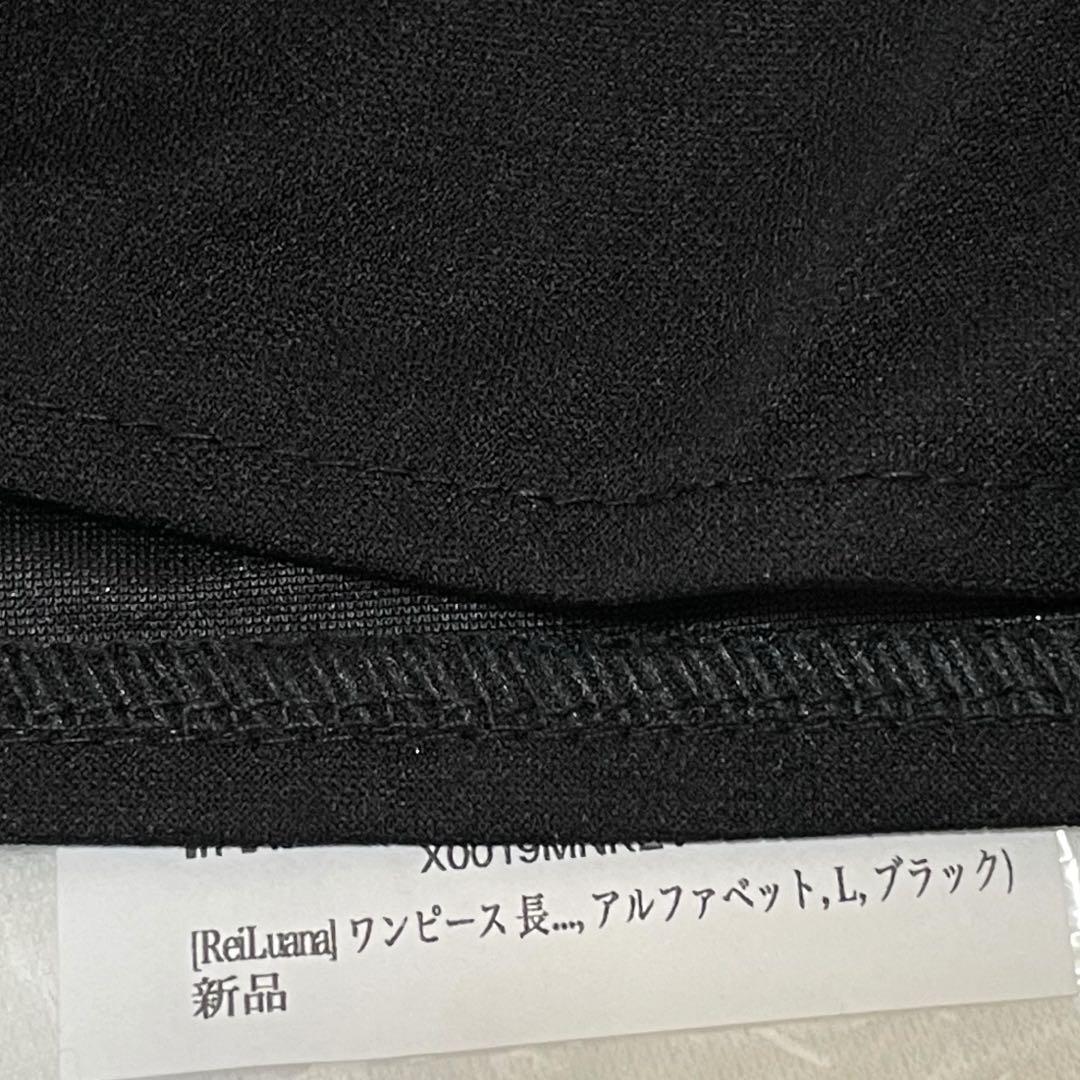 [ReiLuana] ワンピース 長..., アルファベット, L, ブラック)
新品